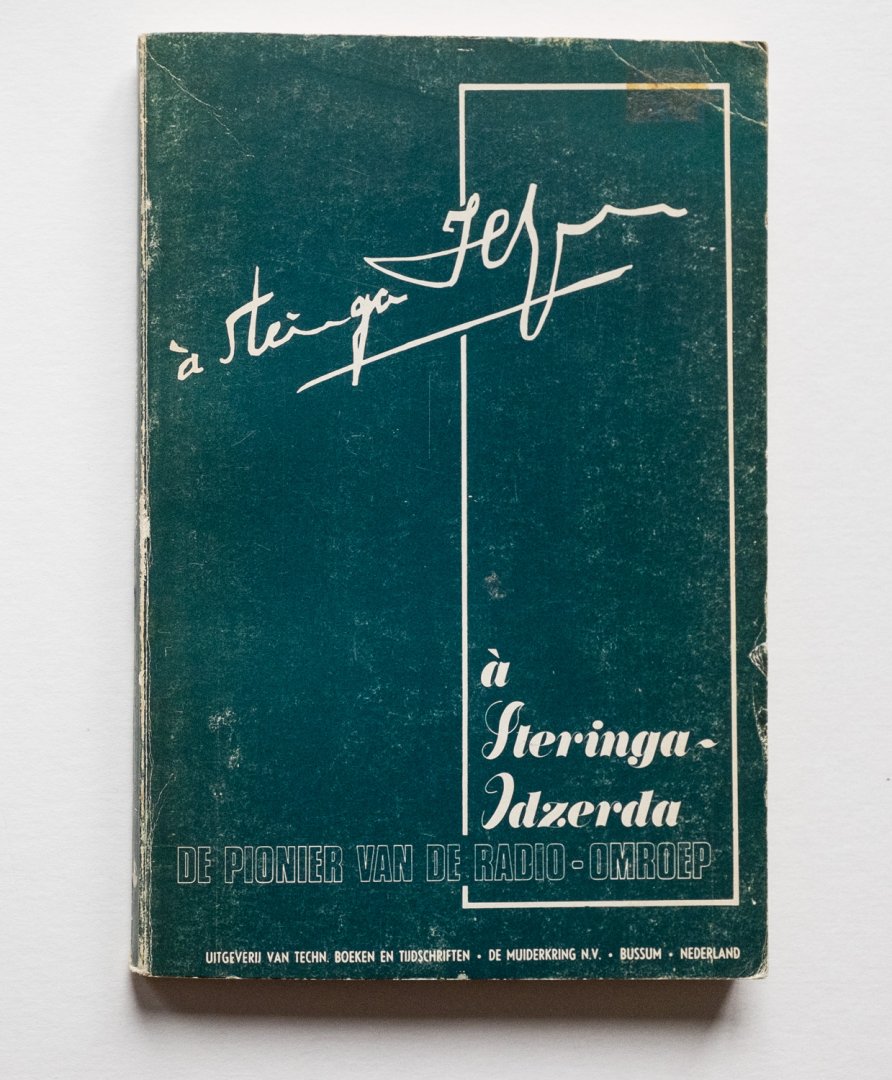 à Steringa
à
Steringa-
Idzerda
DE PIONIER VAN DE RADIO-OMROEP
UITGEVERIJ VAN TECHN. BOEKEN EN TIJDSCHRIFTEN • DE MUIDERKRING N.V. • BUSSUM • NEDERLAND